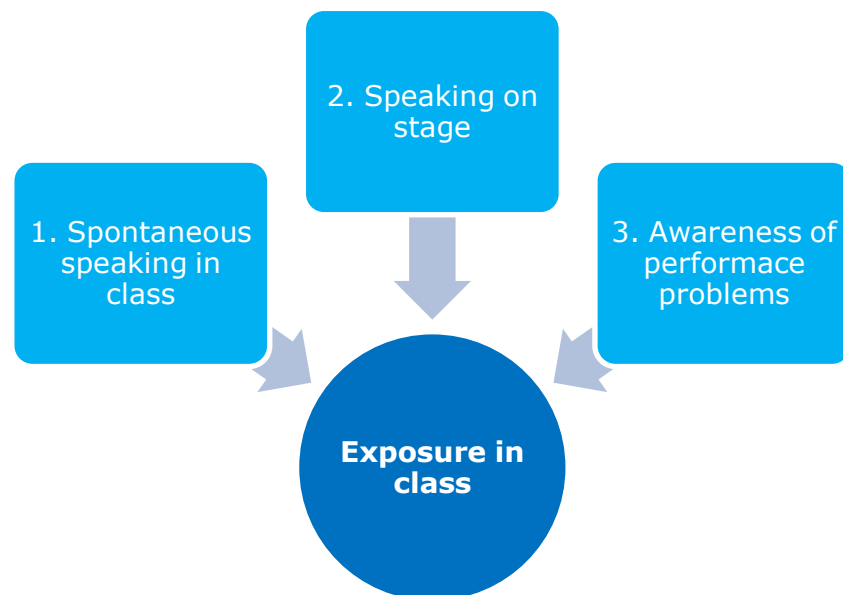 1. Spontaneous
speaking in
class
2. Speaking on
stage
3. Awareness of
performace
problems
Exposure in
class